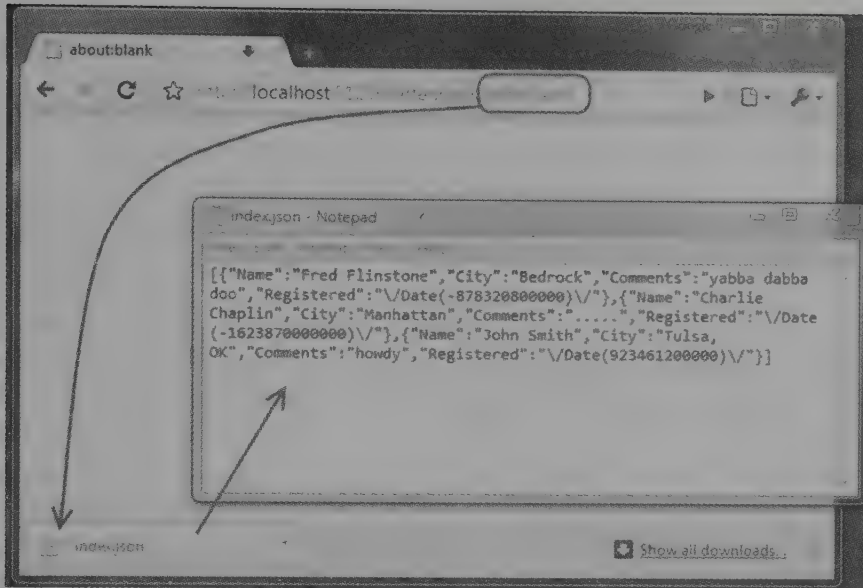 Google
about:blank
localhost
index.json - Notepad
[{"Name":"Fred Flinstone","City":"Bedrock","Comments":"yabba dabba
doo","Registered":"\/Date(-878320800000)\/"},{"Name":"Charlie
Chaplin","City":"Manhattan","Comments":".....","Registered":"\/Date
(-1623870000000)\/"},{"Name":"John Smith","City":"Tulsa,
OK","Comments":"howdy","Registered":"\/Date(923461200000)\/"}]
index.json
Show all downloads...